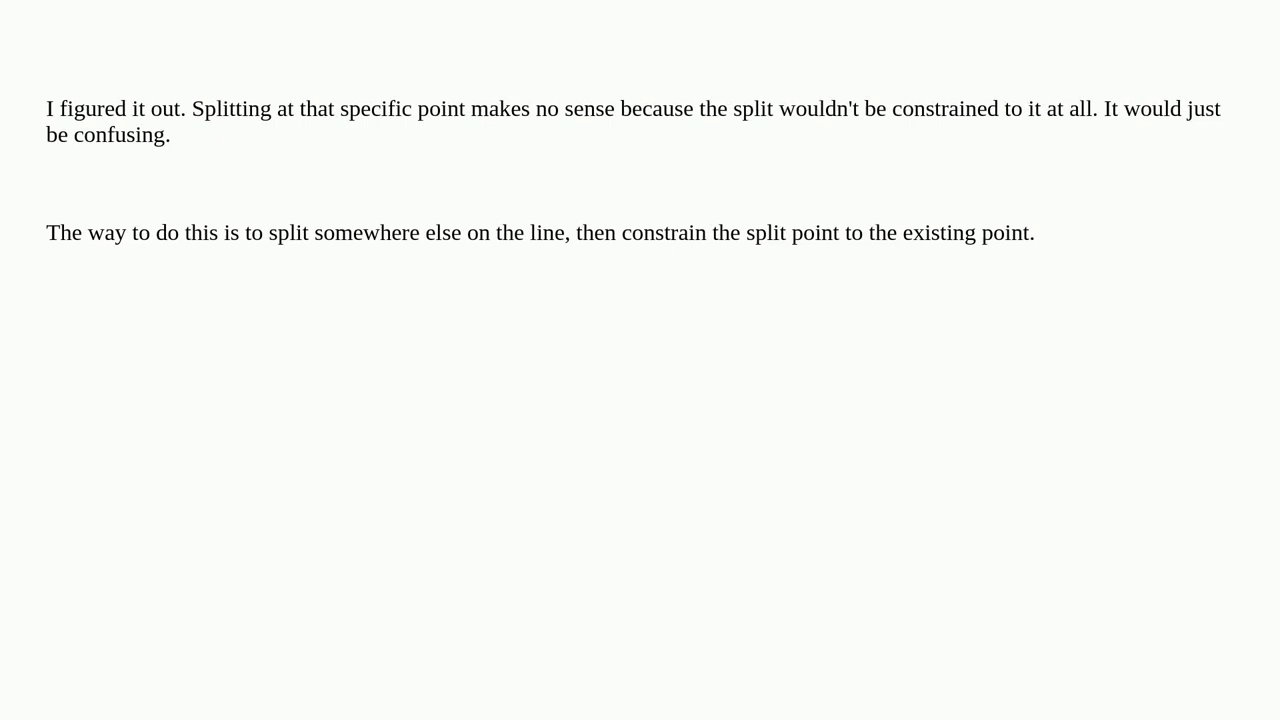 I figured it out. Splitting at that specific point makes no sense because the split wouldn't be constrained to it at all. It would just
be confusing.
The way to do this is to split somewhere else on the line, then constrain the split point to the existing point.